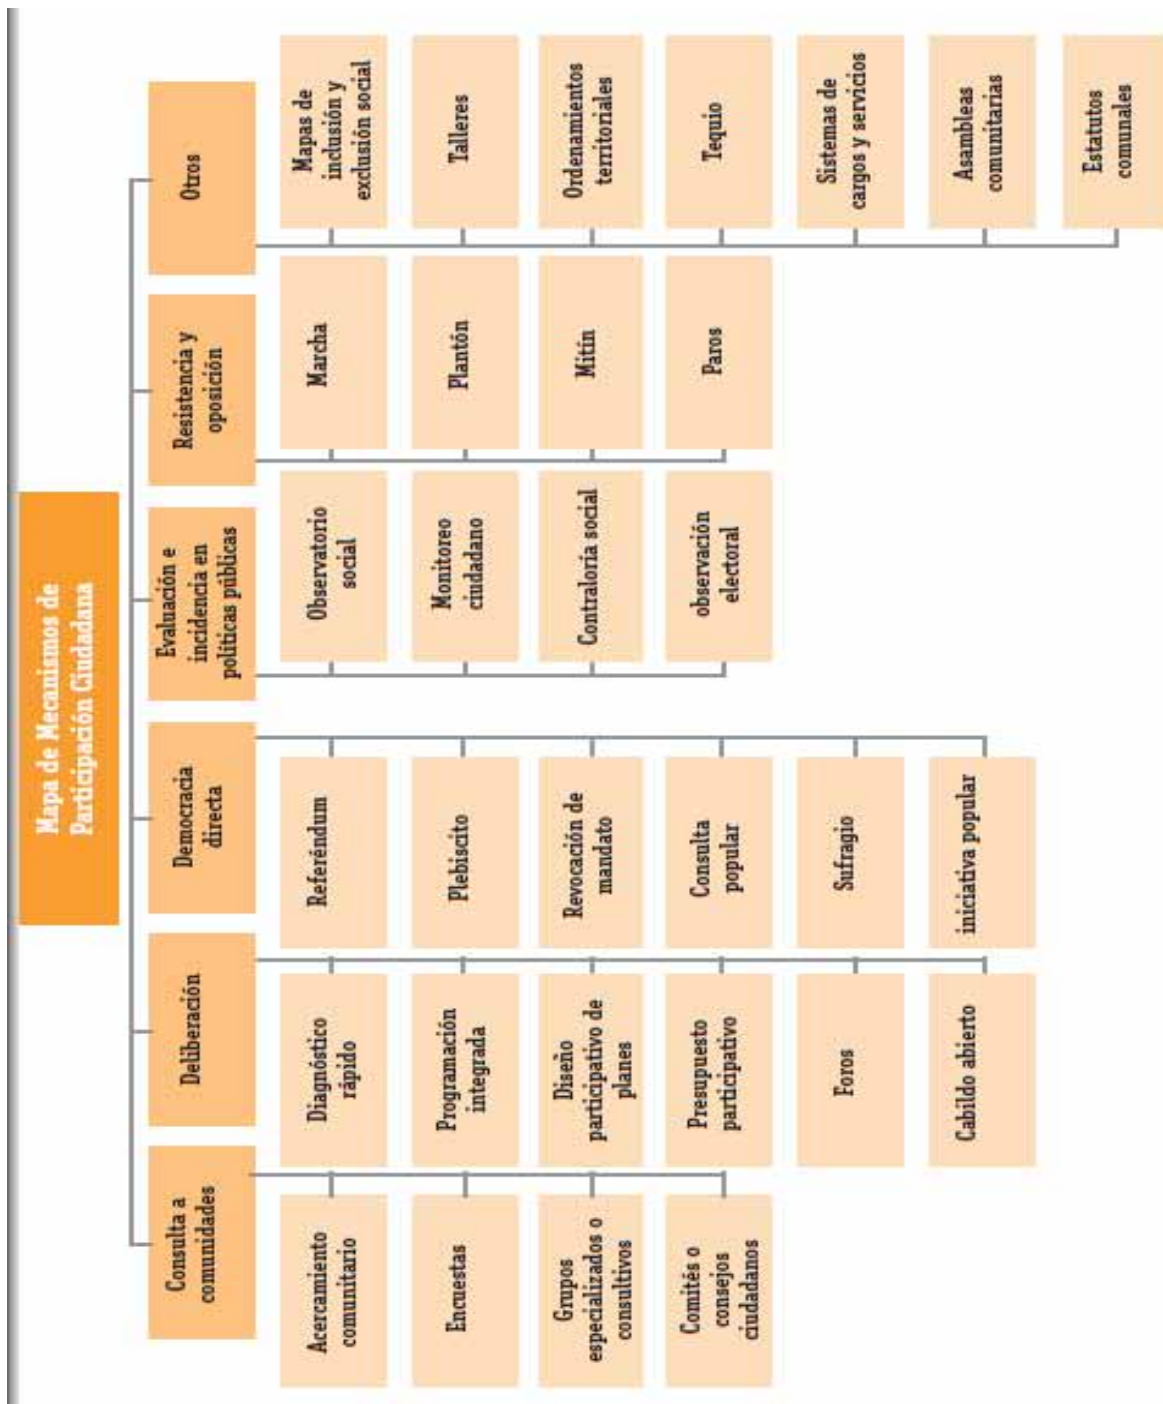 Mapa de Mecanismos de
Participación Ciudadana
Consulta a
comunidades
Acercamiento
comunitario
Encuestas
Grupos
especializados o
consultivos
Comités o
consejos
ciudadanos
Deliberación
Diagnóstico
rápido
Programación
integrada
Diseño
participativo de
planes
Presupuesto
participativo
Foros
Cabildo abierto
Democracia
directa
Referéndum
Plebiscito
Revocación de
mandato
Consulta
popular
Sufragio
iniciativa popular
Evaluación e
incidencia en
políticas públicas
Observatorio
social
Monitoreo
ciudadano
Contraloría social
observación
electoral
Resistencia y
oposición
Marcha
Plantón
Mitín
Paros
Otros
Mapas de
inclusión y
exclusión social
Talleres
Ordenamientos
territoriales
Tequio
Sistemas de
cargos y servicios
Asambleas
comunitarias
Estatutos
comunales